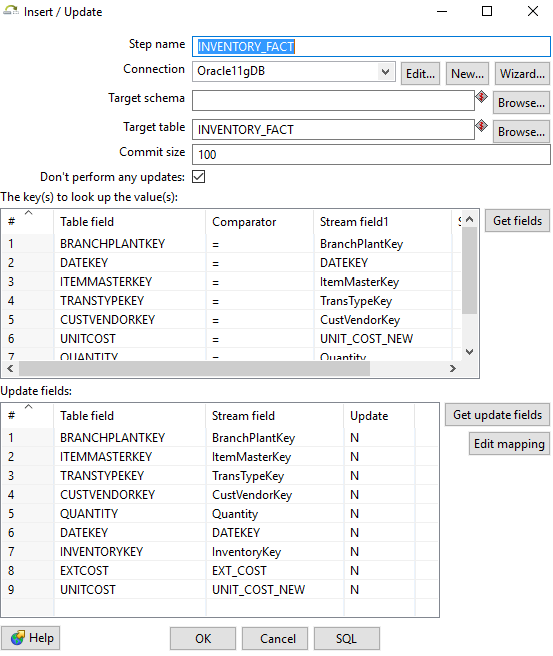 Insert / Update
Step name INVENTORY_FACT
Connection Oracle11gDB Edit... New... Wizard...
Target schema Browse...
Target table INVENTORY_FACT Browse...
Commit size 100
Don't perform any updates:
The key(s) to look up the value(s):
# Table field Comparator Stream field1 Get fields
1 BRANCHPLANTKEY = BranchPlantKey
2 DATEKEY = DATEKEY
3 ITEMMASTERKEY = ItemMasterKey
4 TRANSTYPEKEY = TransTypeKey
5 CUSTVENDORKEY = CustVendorKey
6 UNITCOST = UNIT_COST_NEW
7 QUANTITY = Quantity
Update fields:
# Table field Stream field Update Get update fields
1 BRANCHPLANTKEY BranchPlantKey N Edit mapping
2 ITEMMASTERKEY ItemMasterKey N
3 TRANSTYPEKEY TransTypeKey N
4 CUSTVENDORKEY CustVendorKey N
5 QUANTITY Quantity N
6 DATEKEY DATEKEY N
7 INVENTORYKEY InventoryKey N
8 EXTCOST EXT_COST N
9 UNITCOST UNIT_COST_NEW N
Help OK Cancel SQL